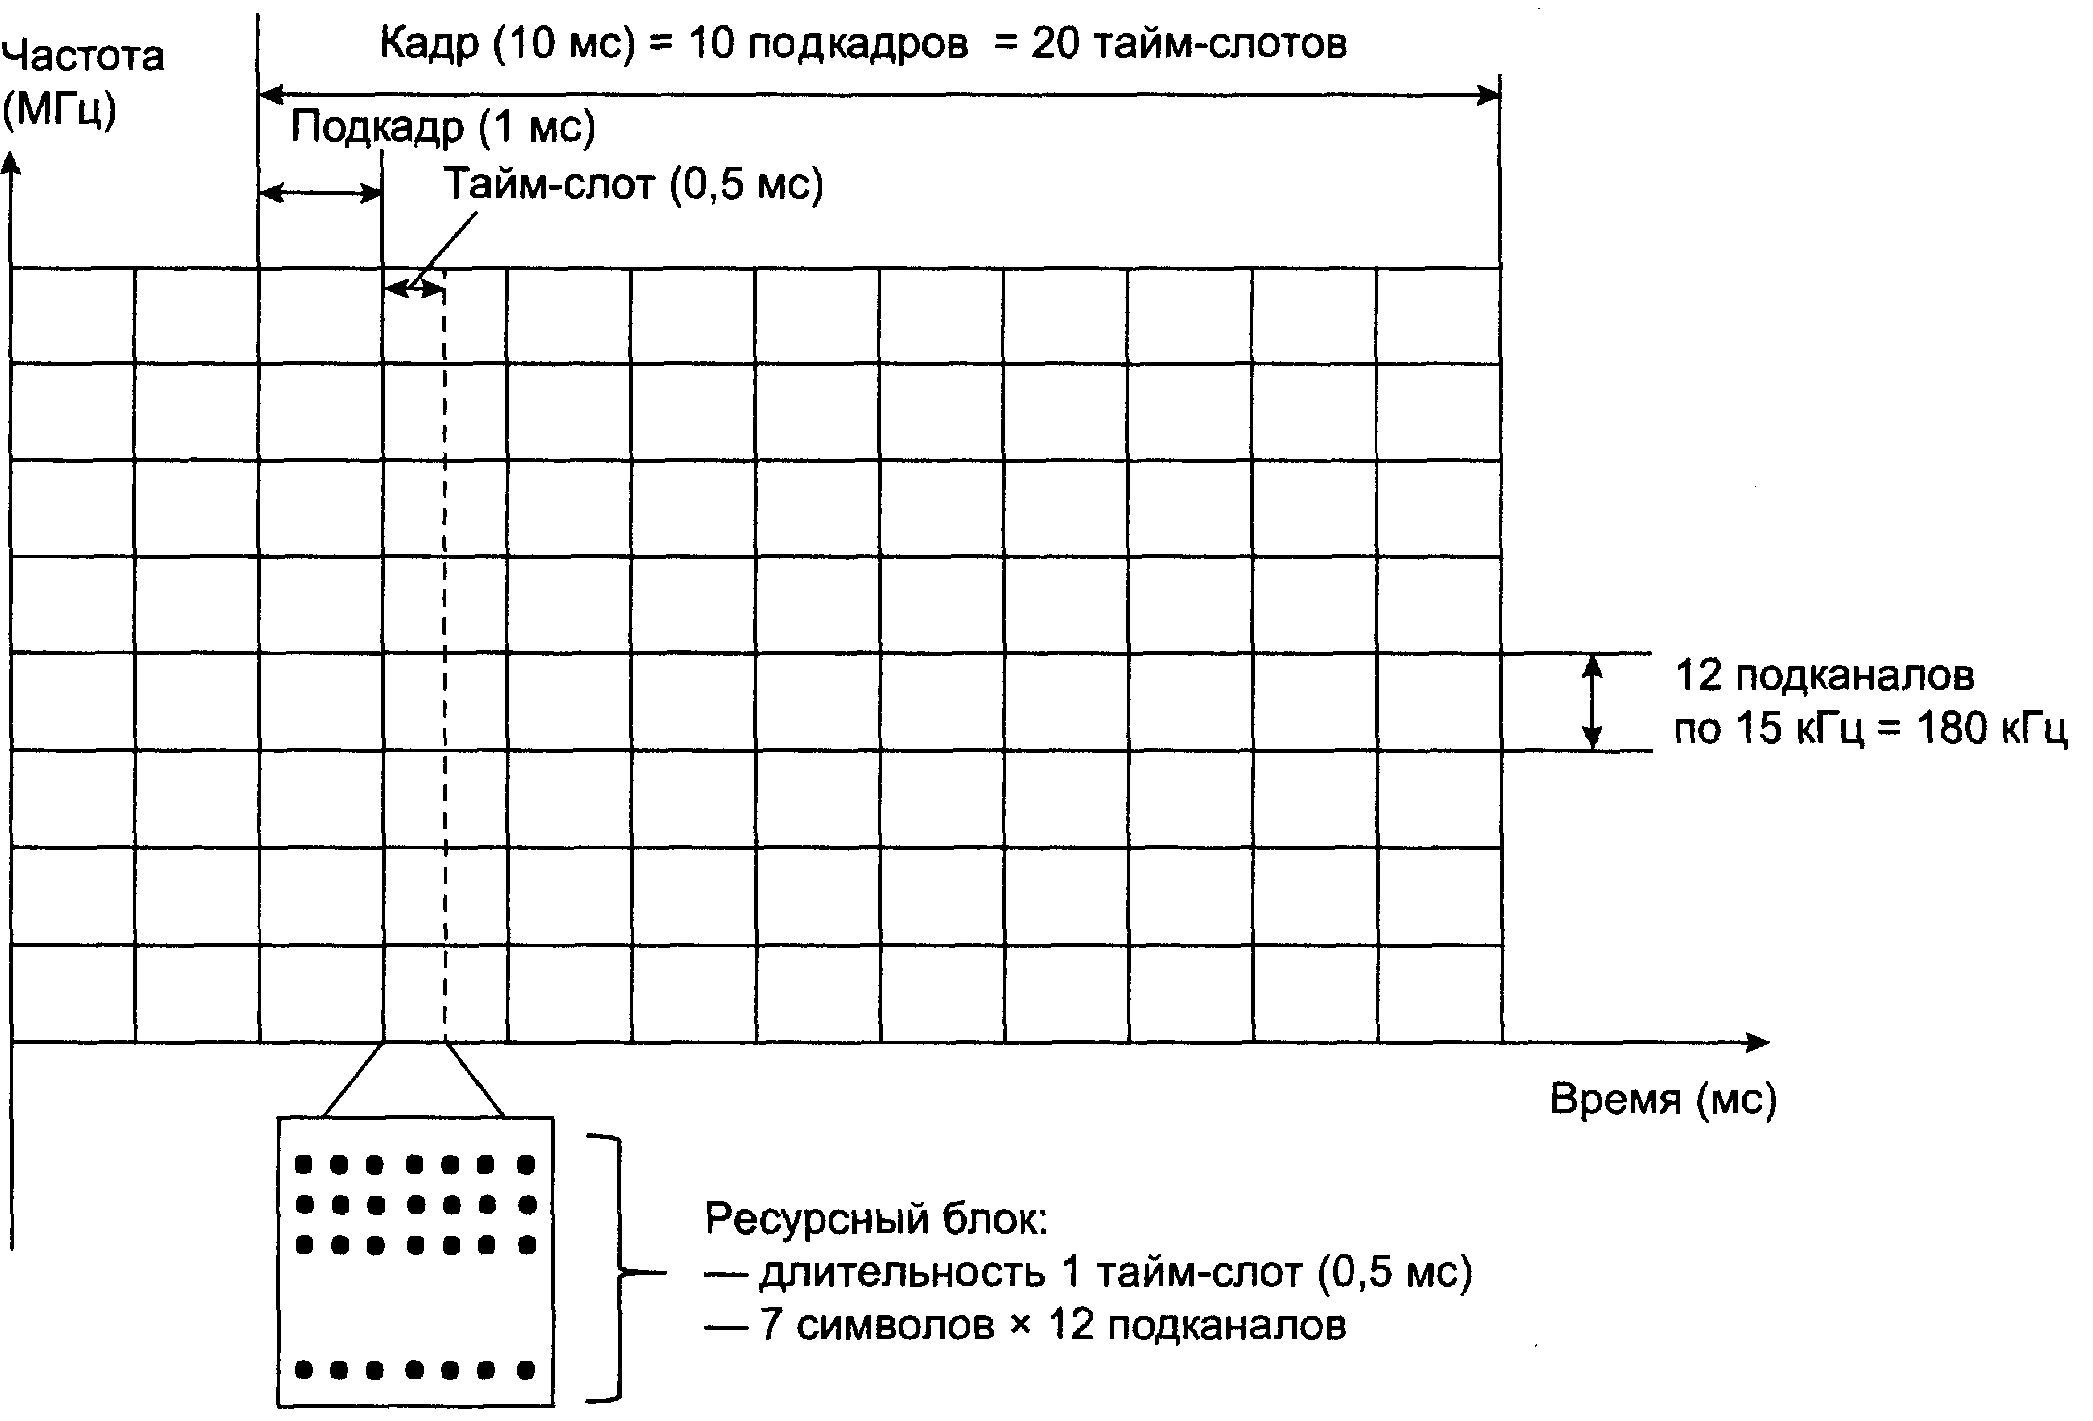 Частота
(МГц)
Кадр (10 мс) = 10 подкадров = 20 тайм-слотов
Подкадр (1 мс)
Тайм-слот (0,5 мс)
12 подканалов
по 15 кГц = 180 кГц
Время (мс)
Ресурсный блок:
— длительность 1 тайм-слот (0,5 мс)
— 7 символов × 12 подканалов